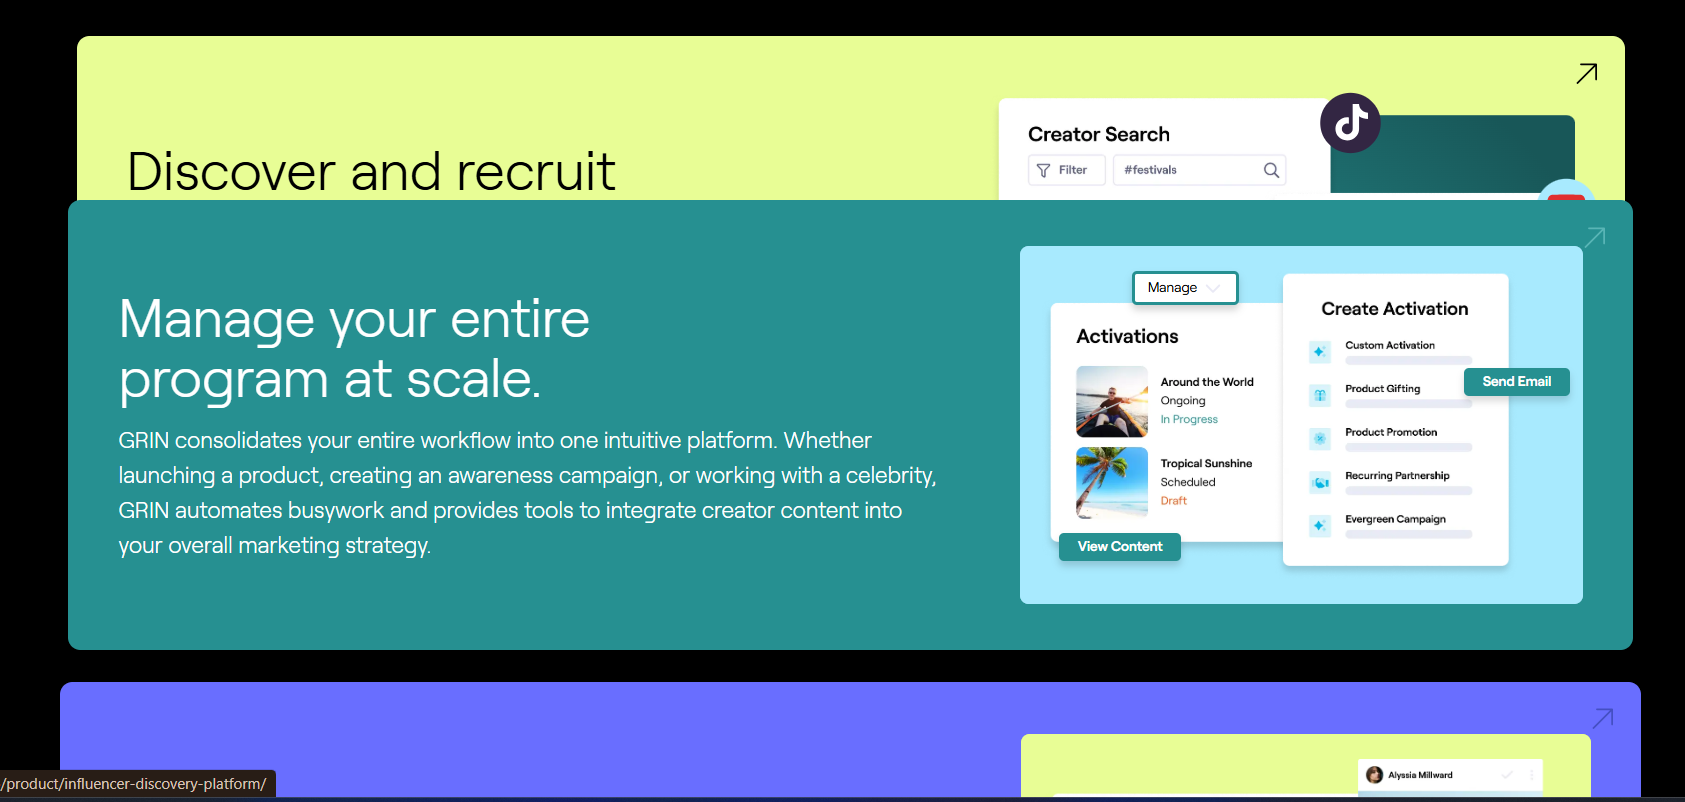 Discover and recruit
Creator Search
Filter
#festivals
Manage your entire
program at scale.
GRIN consolidates your entire workflow into one intuitive platform. Whether
launching a product, creating an awareness campaign, or working with a celebrity,
GRIN automates busywork and provides tools to integrate creator content into
your overall marketing strategy.
Manage
Activations
Around the World
Ongoing
In Progress
Tropical Sunshine
Scheduled
Draft
View Content
Create Activation
Custom Activation
Product Gifting
Send Email
Product Promotion
Recurring Partnership
Evergreen Campaign
Alyssia Millward
/product/influencer-discovery-platform/